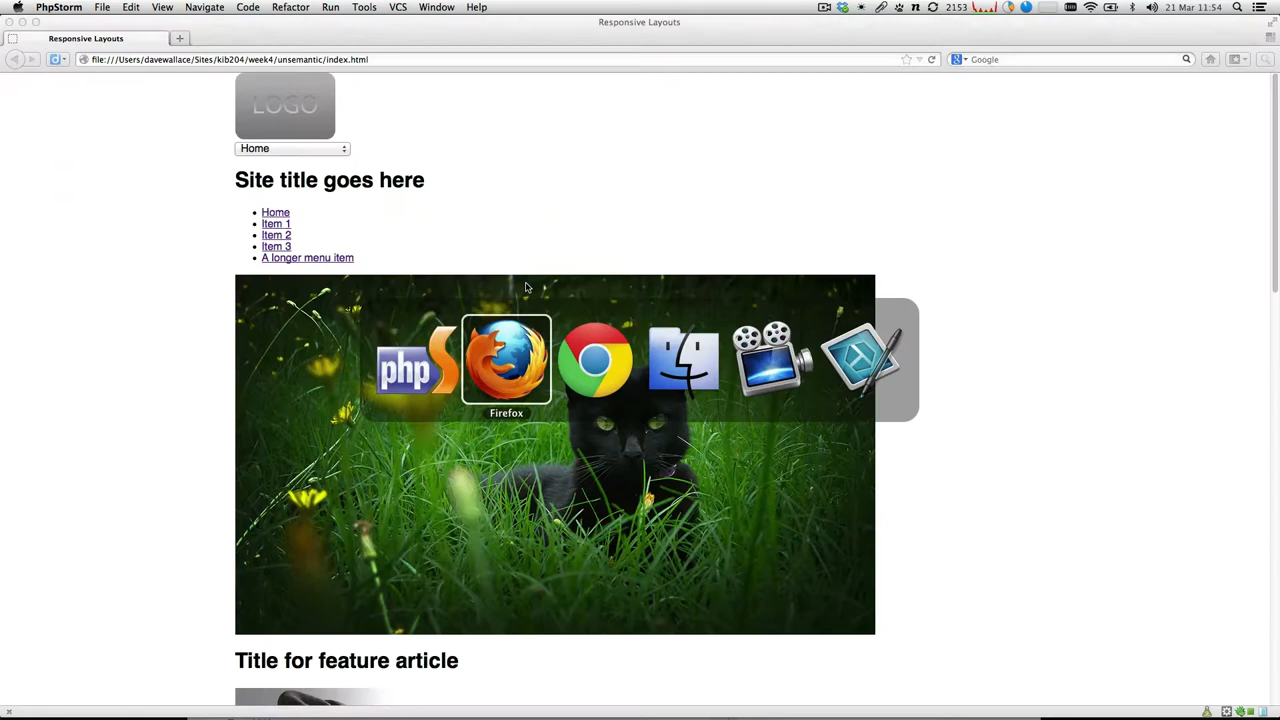 PhpStorm File Edit View Navigate Code Refactor Run Tools VCS Window Help 2153 21 Mar 11:54
Responsive Layouts
Responsive Layouts
file:///Users/davewallace/Sites/kib204/week4/unsemantic/index.html Google
LOGO
Home
Site title goes here
Home
Item 1
Item 2
Item 3
A longer menu item
php
Firefox
Title for feature article